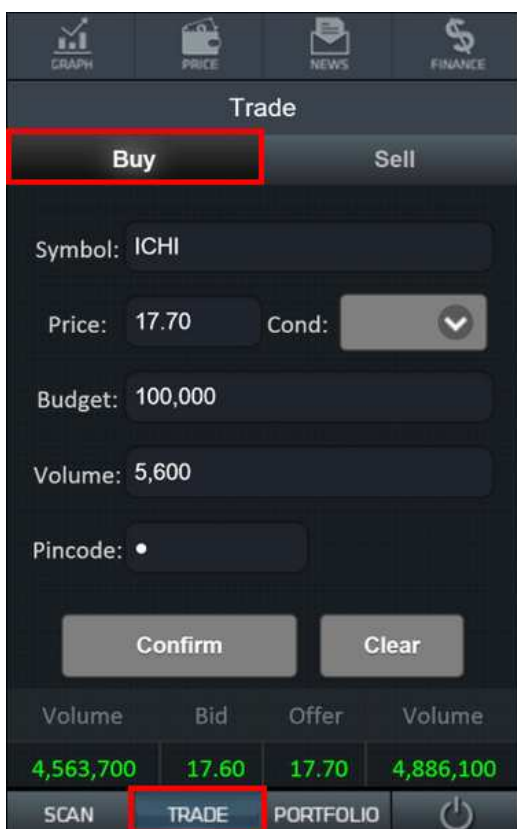 GRAPH PRICE NEWS FINANCE
Trade
Buy Sell
Symbol: ICHI
Price: 17.70 Cond:
Budget: 100,000
Volume: 5,600
Pincode: •
Confirm Clear
Volume Bid Offer Volume
4,563,700 17.60 17.70 4,886,100
SCAN TRADE PORTFOLIO